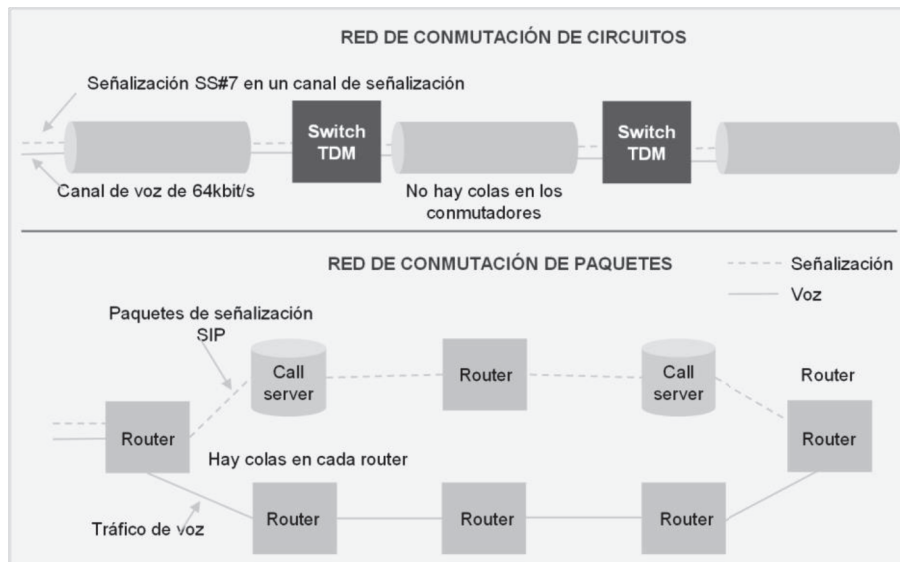 RED DE CONMUTACIÓN DE CIRCUITOS
Señalización SS#7 en un canal de señalización
Switch
TDM
Switch
TDM
Canal de voz de 64kbit/s
No hay colas en los
conmutadores
RED DE CONMUTACIÓN DE PAQUETES
Señalización
Voz
Paquetes de señalización
SIP
Call
server
Router
Call
server
Router
Router
Router
Hay colas en cada router
Tráfico de voz
Router
Router
Router